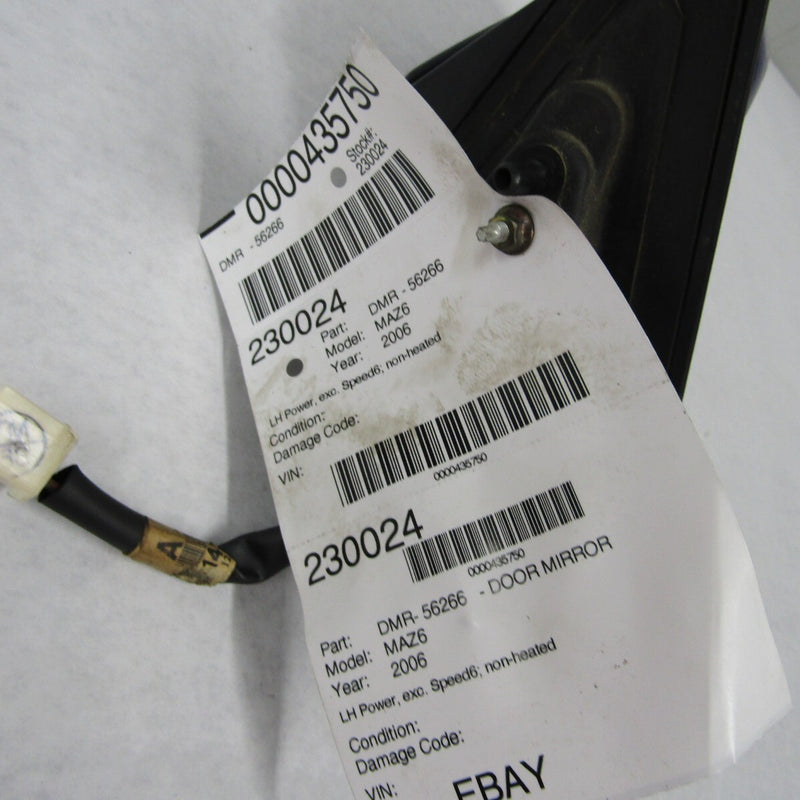 0000435750
Stock#:
230024
DMR - 56266
230024
Part: DMR - 56266
Model: MAZ6
Year: 2006
LH Power, exc. Speed6; non-heated
Condition:
Damage Code:
VIN:
0000435750
230024
0000435750
Part: DMR- 56266 - DOOR MIRROR
Model: MAZ6
Year: 2006
LH Power, exc. Speed6; non-heated
Condition:
Damage Code:
VIN:
EBAY
A
14